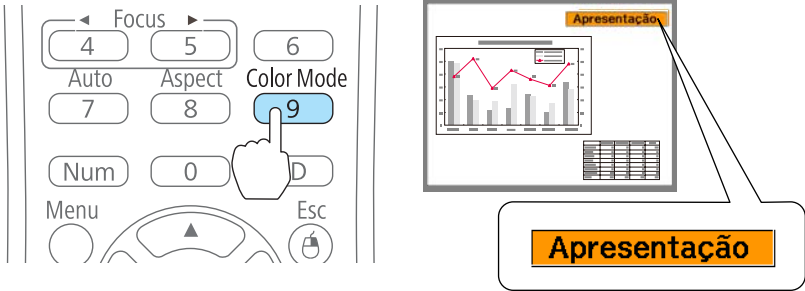 Focus
4 5 6
Auto Aspect Color Mode
7 8 9
Num 0 D
Menu Esc
Apresentação
Apresentação